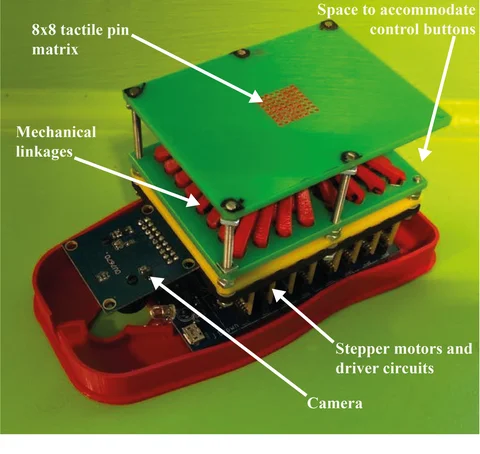 Space to accommodate
control buttons
8x8 tactile pin
matrix
Mechanical
linkages
Stepper motors and
driver circuits
Camera